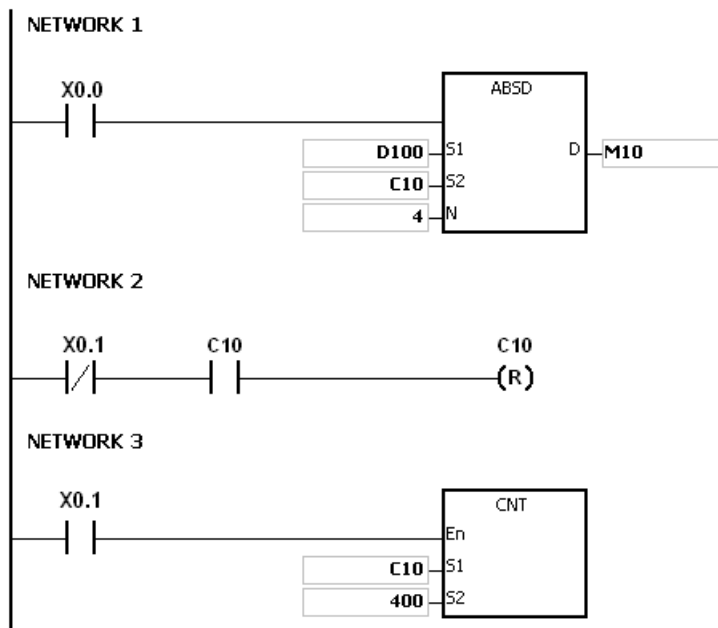 NETWORK 1
X0.0
ABSD
D100 S1 D M10
C10 S2
4 N
NETWORK 2
X0.1 C10 C10
(R)
NETWORK 3
X0.1
CNT
En
C10 S1
400 S2